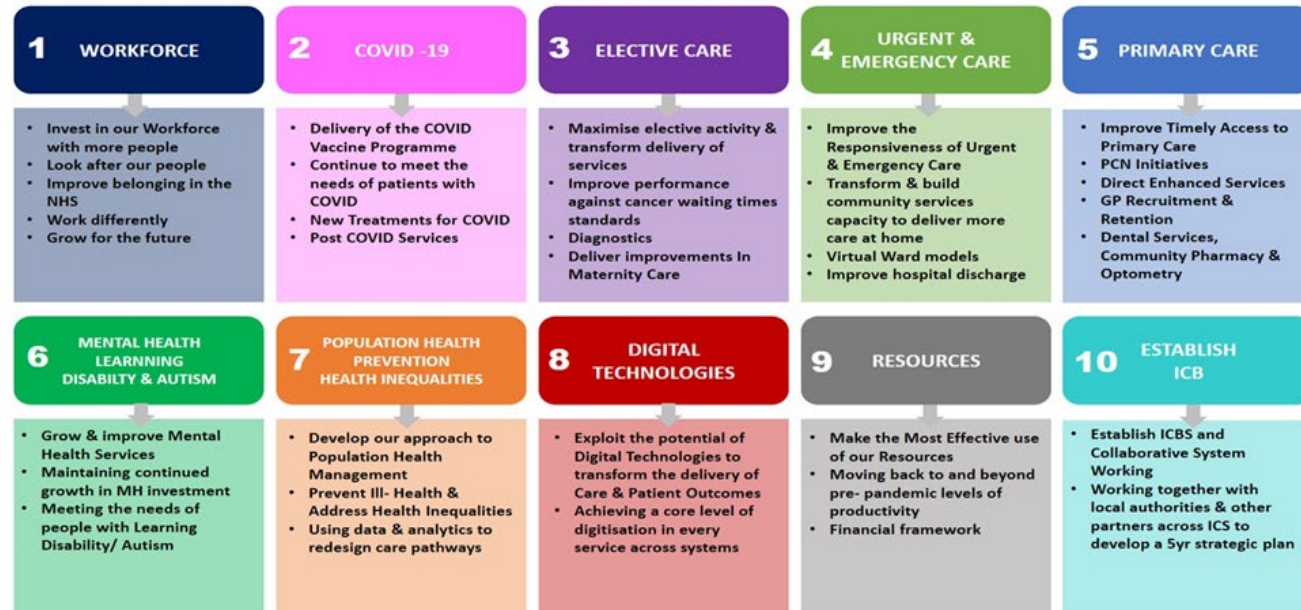 1 WORKFORCE
• Invest in our Workforce
with more people
• Look after our people
• Improve belonging in the
NHS
• Work differently
• Grow for the future
2 COVID -19
• Delivery of the COVID
Vaccine Programme
• Continue to meet the
needs of patients with
COVID
• New Treatments for COVID
• Post COVID Services
3 ELECTIVE CARE
• Maximise elective activity &
transform delivery of
services
• Improve performance
against cancer waiting times
standards
• Diagnostics
• Deliver improvements In
Maternity Care
4 URGENT &
EMERGENCY CARE
• Improve the
Responsiveness of Urgent
& Emergency Care
• Transform & build
community services
capacity to deliver more
care at home
• Virtual Ward models
• Improve hospital discharge
5 PRIMARY CARE
• Improve Timely Access to
Primary Care
• PCN Initiatives
• Direct Enhanced Services
• GP Recruitment &
Retention
• Dental Services,
Community Pharmacy &
Optometry
6 MENTAL HEALTH
LEARNNING
DISABILTY & AUTISM
• Grow & improve Mental
Health Services
• Maintaining continued
growth in MH investment
• Meeting the needs of
people with Learning
Disability/ Autism
7 POPULATION HEALTH
PREVENTION
HEALTH INEQUALITIES
• Develop our approach to
Population Health
Management
• Prevent Ill- Health &
Address Health Inequalities
• Using data & analytics to
redesign care pathways
8 DIGITAL
TECHNOLOGIES
• Exploit the potential of
Digital Technologies to
transform the delivery of
Care & Patient Outcomes
• Achieving a core level of
digitisation in every
service across systems
9 RESOURCES
• Make the Most Effective use
of our Resources
• Moving back to and beyond
pre- pandemic levels of
productivity
• Financial framework
10 ESTABLISH
ICB
• Establish ICBS and
Collaborative System
Working
• Working together with
local authorities & other
partners across ICS to
develop a 5yr strategic plan